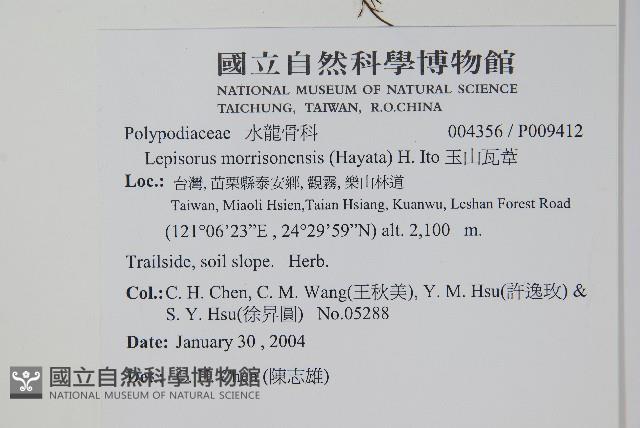 國立自然科學博物館
NATIONAL MUSEUM OF NATURAL SCIENCE
TAICHUNG, TAIWAN, R.O.CHINA
Polypodiaceae 水龍骨科 004356 / P009412
Lepisorus morrisonensis (Hayata) H. Ito 玉山瓦葦
Loc.: 台灣, 苗栗縣泰安鄉, 觀霧, 樂山林道
Taiwan, Miaoli Hsien,Taian Hsiang, Kuanwu, Leshan Forest Road
(121°06’23”E , 24°29’59”N) alt. 2,100 m.
Trailside, soil slope. Herb.
Col.: C. H. Chen, C. M. Wang(王秋美), Y. M. Hsu(許逸玫) &
S. Y. Hsu(徐昇圓) No.05288
Date: January 30 , 2004
(陳志雄)
國立自然科學博物館
NATIONAL MUSEUM OF NATURAL SCIENCE